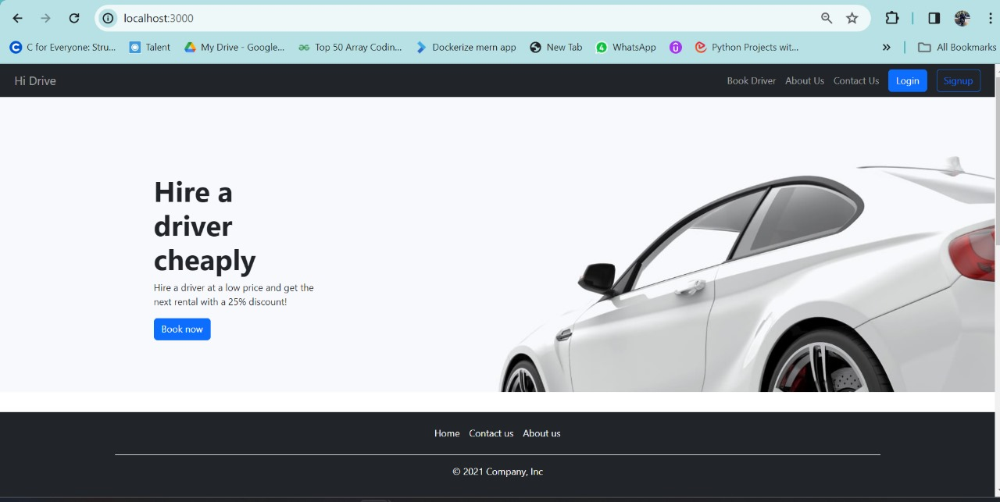 localhost:3000
C for Everyone: Stru...
Talent
My Drive - Google...
Top 50 Array Codin...
Dockerize mern app
New Tab
4
WhatsApp
Python Projects wit...
»
All Bookmarks
Hi Drive
Book Driver
About Us
Contact Us
Login
Signup
Hire a
driver
cheaply
Hire a driver at a low price and get the
next rental with a 25% discount!
Book now
Home
Contact us
About us
© 2021 Company, Inc